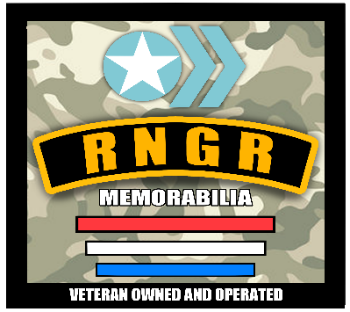 RNGR
MEMORABILIA
VETERAN OWNED AND OPERATED